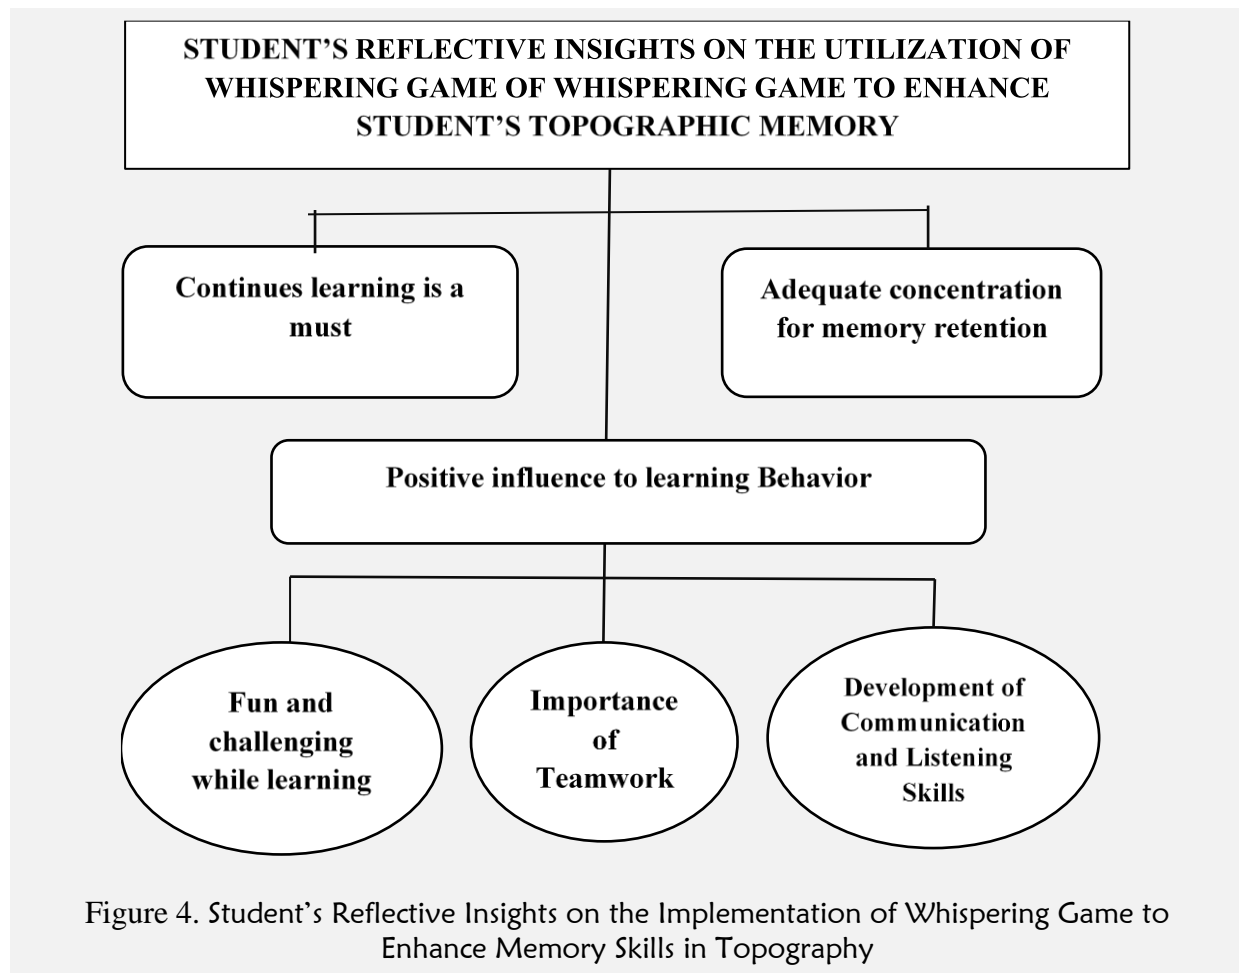 STUDENT’S REFLECTIVE INSIGHTS ON THE UTILIZATION OF
WHISPERING GAME OF WHISPERING GAME TO ENHANCE
STUDENT’S TOPOGRAPHIC MEMORY
Continues learning is a
must
Adequate concentration
for memory retention
Positive influence to learning Behavior
Fun and
challenging
while learning
Importance
of
Teamwork
Development of
Communication
and Listening
Skills
Figure 4. Student’s Reflective Insights on the Implementation of Whispering Game to
Enhance Memory Skills in Topography